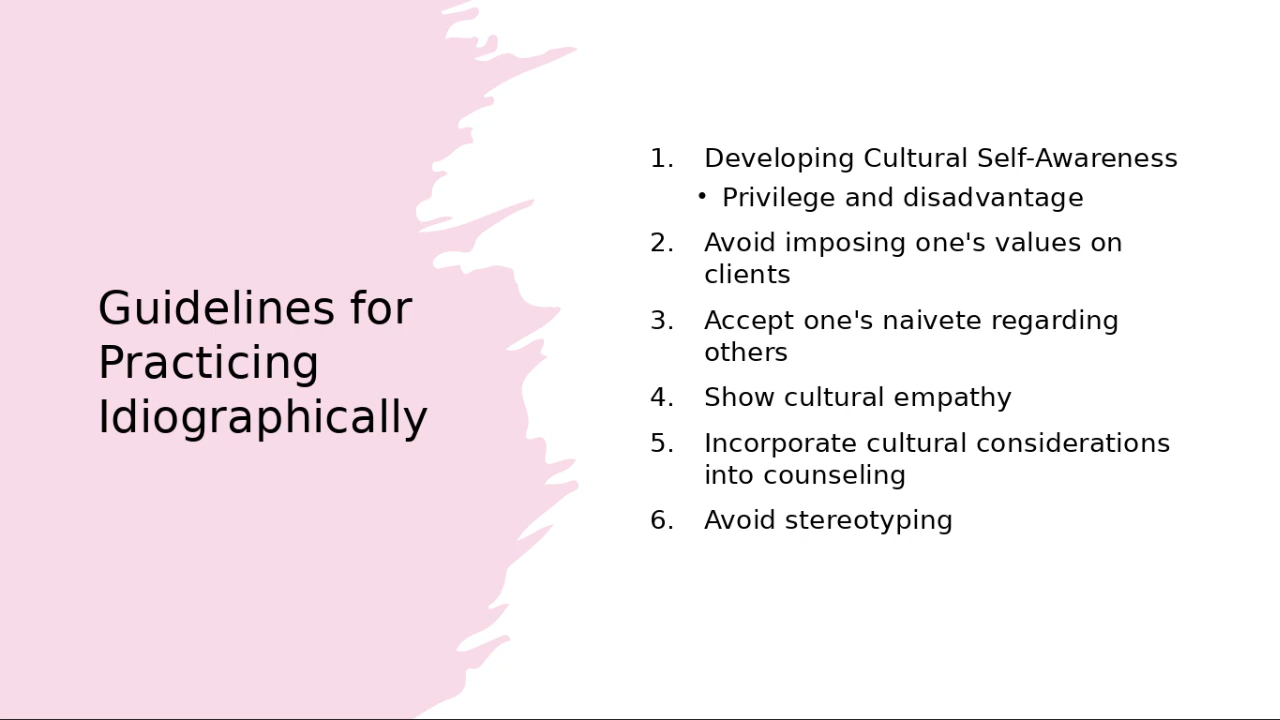 Guidelines for
Practicing
Idiographically
1. Developing Cultural Self-Awareness
• Privilege and disadvantage
2. Avoid imposing one's values on
clients
3. Accept one's naivete regarding
others
4. Show cultural empathy
5. Incorporate cultural considerations
into counseling
6. Avoid stereotyping